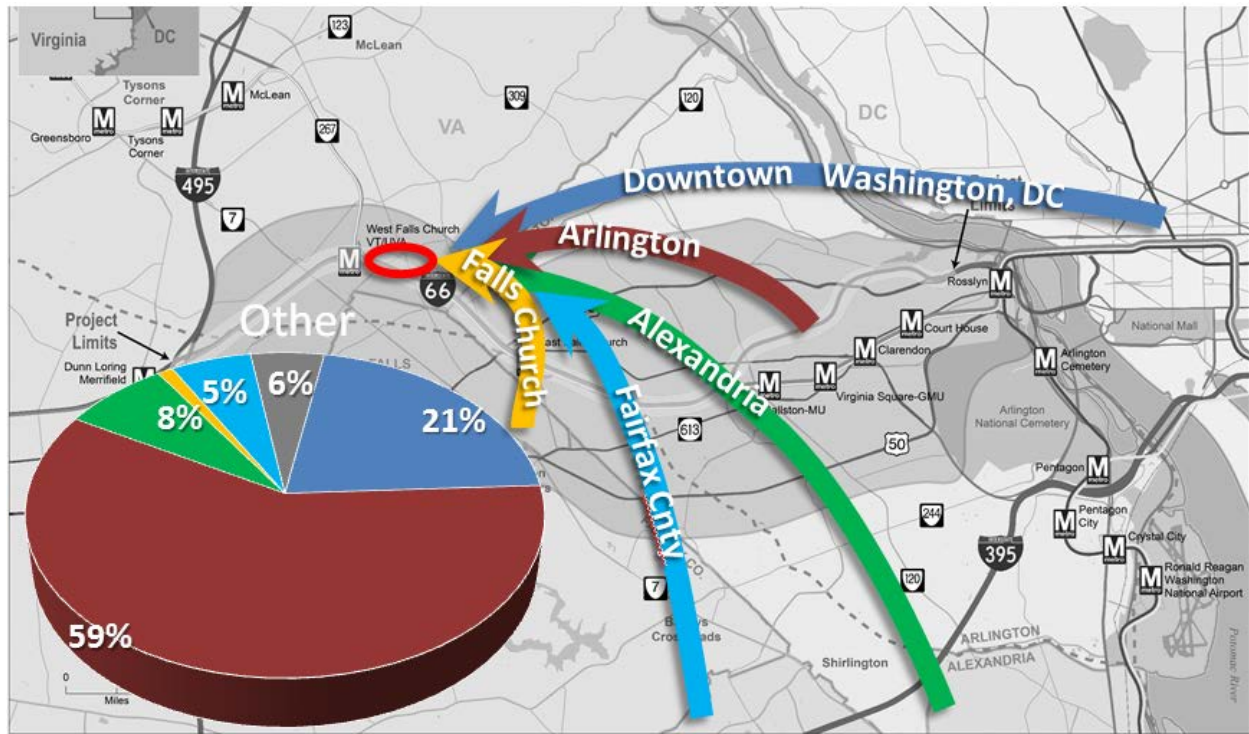 Virginia
DC
Tysons
Corner
McLean
Greensboro
Tysons
Corner
123
McLean
309
120
267
VA
DC
495
7
West Falls Church
VT/UVA
66
Downtown Washington, DC
Limits
Arlington
Falls
Church
Alexandria
Fairfax Cnty
Rosslyn
Court House
Clarendon
Virginia Square-GMU
National Mall
Arlington
Cemetery
Arlington
National Cemetery
613
50
Pentagon
Pentagon
City
244
Crystal City
395
120
Ronald Reagan
Washington
National Airport
7
CO.
Shirlington
ARLINGTON
ALEXANDRIA
Potomac River
Project
Limits
Dunn Loring
Merrifield
Other
5%
6%
21%
8%
59%
0
Miles